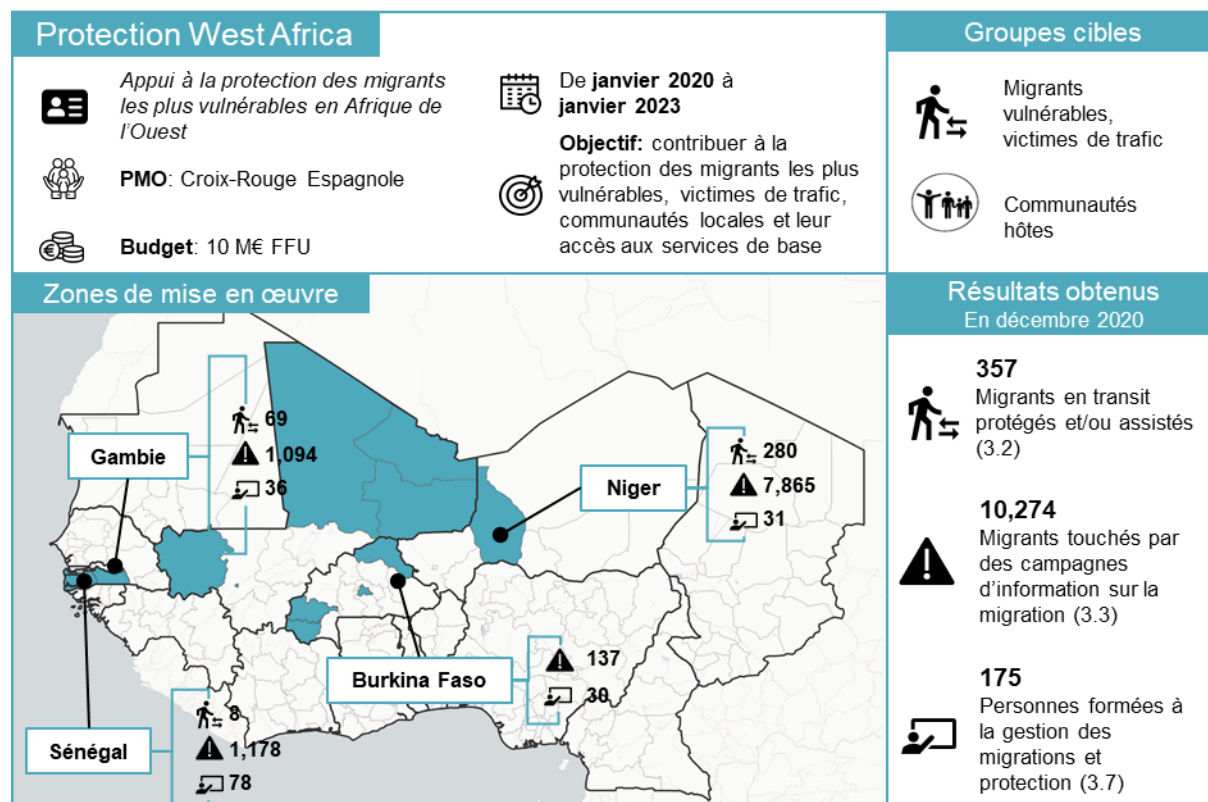 Protection West Africa
Appui à la protection des migrants
les plus vulnérables en Afrique de
l’Ouest
PMO: Croix-Rouge Espagnole
Budget: 10 M€ FFU
De janvier 2020 à
janvier 2023
Objectif: contribuer à la
protection des migrants les plus
vulnérables, victimes de trafic,
communautés locales et leur
accès aux services de base
Groupes cibles
Migrants
vulnérables,
victimes de trafic
Communautés
hôtes
Zones de mise en œuvre
Gambie
69
1,094
36
Niger
280
7,865
31
Burkina Faso
137
30
Sénégal
8
1,178
78
Résultats obtenus
En décembre 2020
357
Migrants en transit
protégés et/ou assistés
(3.2)
10,274
Migrants touchés par
des campagnes
d’information sur la
migration (3.3)
175
Personnes formées à
la gestion des
migrations et
protection (3.7)